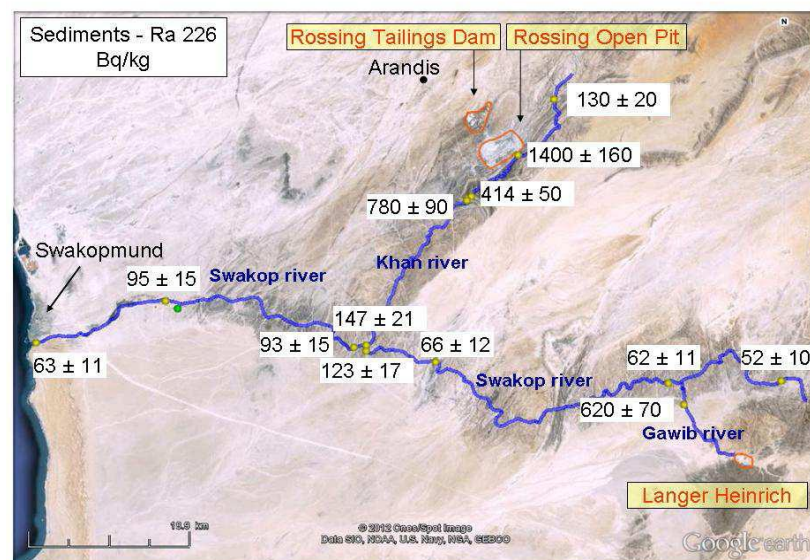 Sediments - Ra 226
Bq/kg
Rossing Tailings Dam
Rossing Open Pit
N
Arandis
130 ± 20
1400 ± 160
414 ± 50
780 ± 90
Swakopmund
Khan river
95 ± 15
Swakop river
147 ± 21
93 ± 15
66 ± 12
62 ± 11
52 ± 10
63 ± 11
123 ± 17
Swakop river
620 ± 70
Gawib river
Langer Heinrich
© 2012 Cnes/Spot Image
Data SIO, NOAA, U.S. Navy, NGA, GEBCO
Google earth